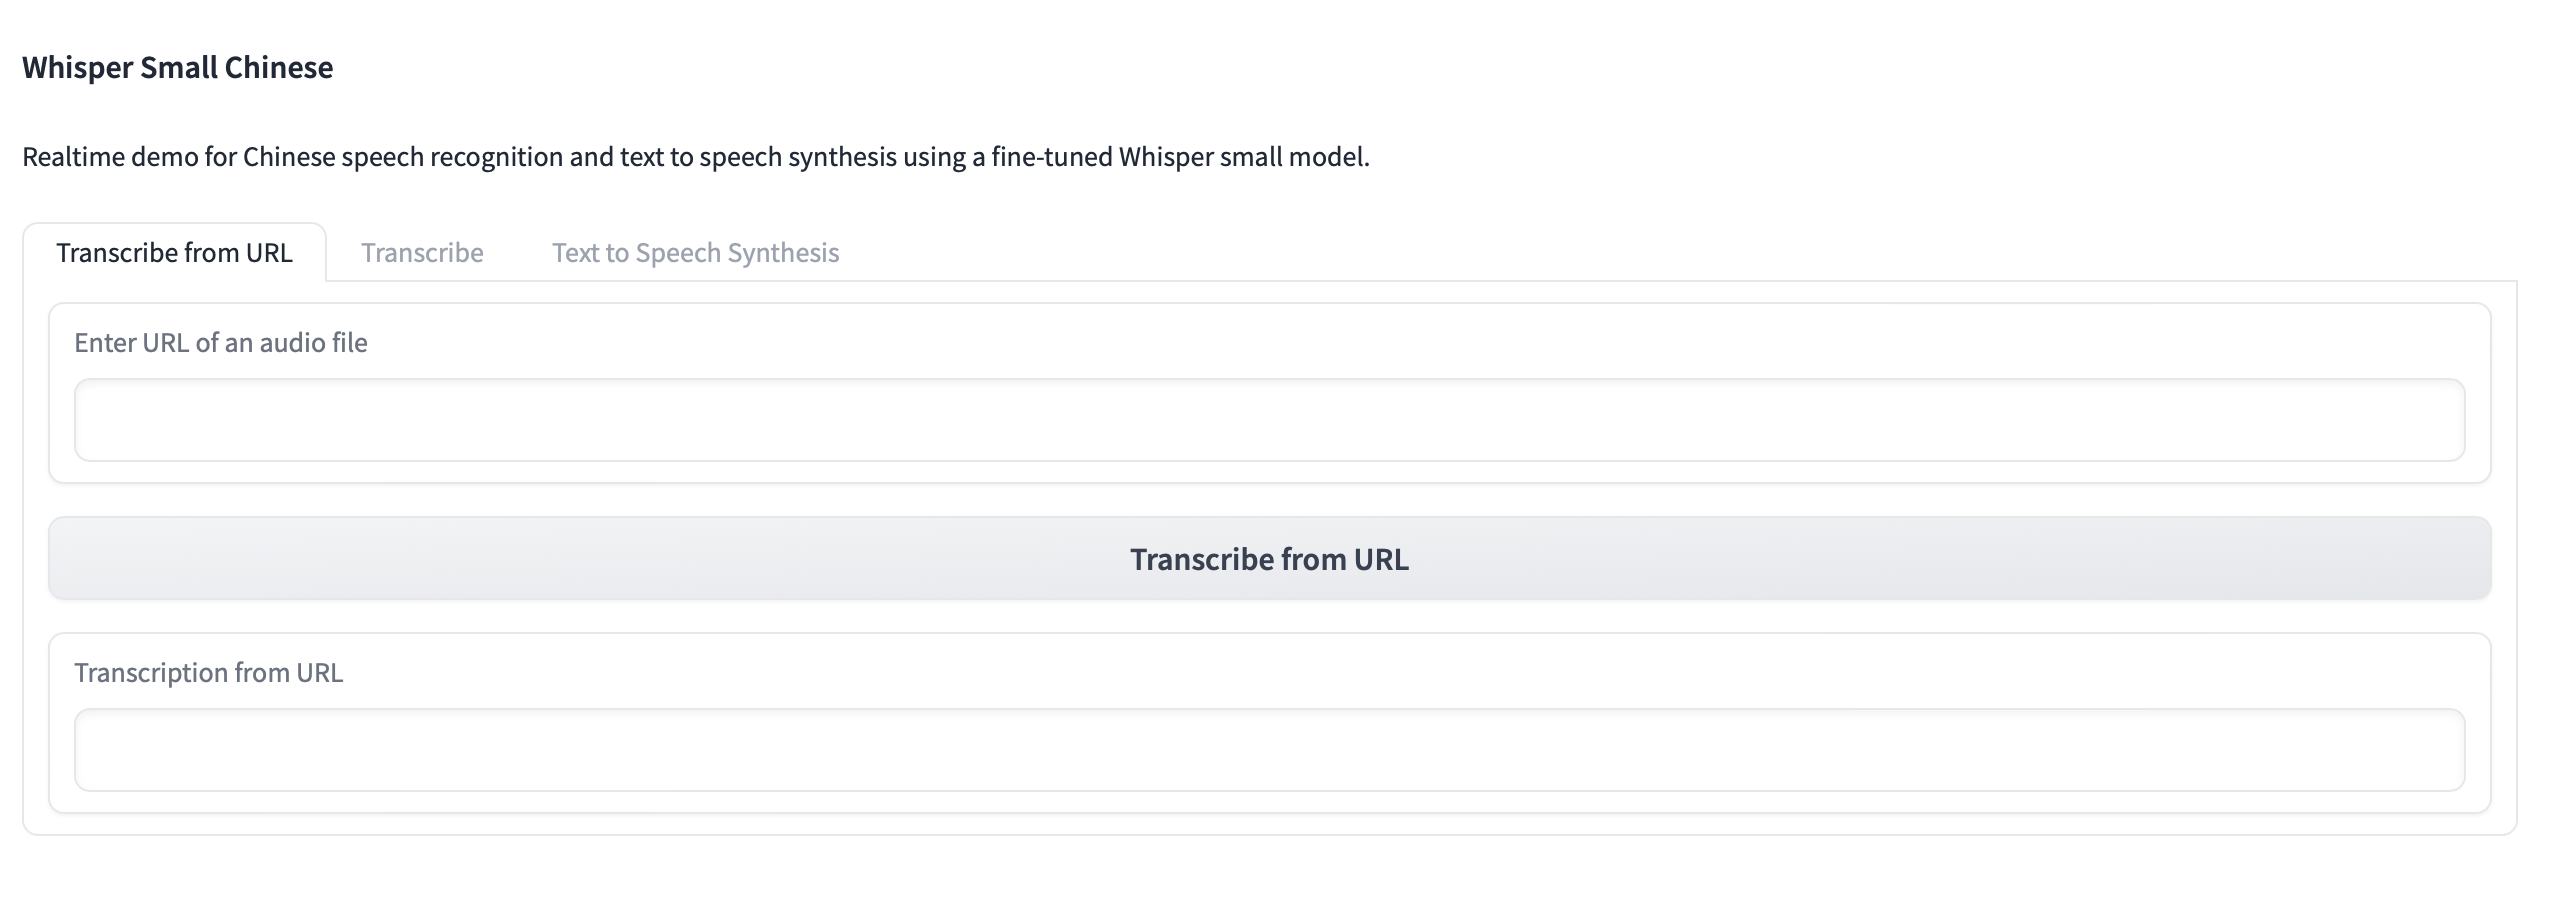 Whisper Small Chinese
Realtime demo for Chinese speech recognition and text to speech synthesis using a fine-tuned Whisper small model.
Transcribe from URL
Transcribe
Text to Speech Synthesis
Enter URL of an audio file
Transcribe from URL
Transcription from URL